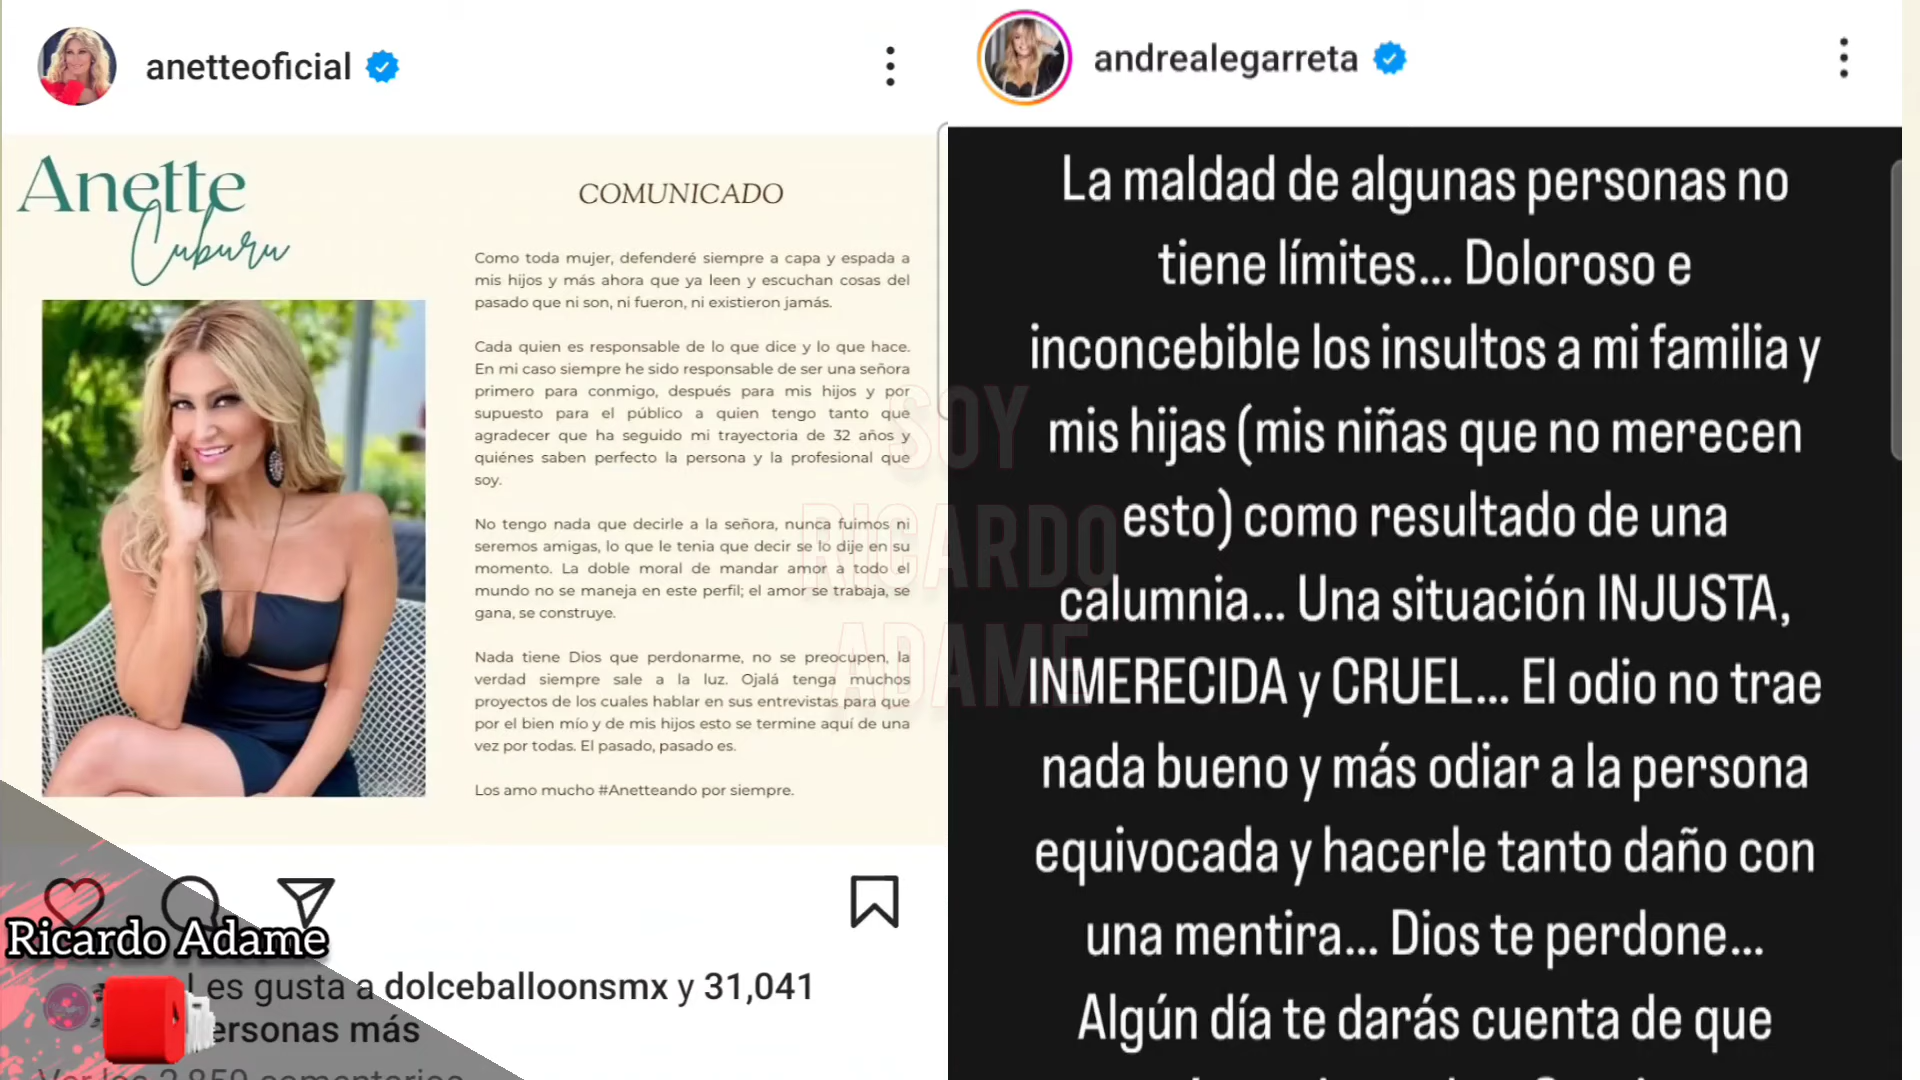 anetteoficial
Anette
Cuburu
COMUNICADO
Como toda mujer, defenderé siempre a capa y espada a
mis hijos y más ahora que ya leen y escuchan cosas del
pasado que ni son, ni fueron, ni existieron jamás.
Cada quien es responsable de lo que dice y lo que hace.
En mi caso siempre he sido responsable de ser una señora
primero para conmigo, después para mis hijos y por
supuesto para el público a quien tengo tanto que
agradecer que ha seguido mi trayectoria de 32 años y
quiénes saben perfecto la persona y la profesional que
soy.
No tengo nada que decirle a la señora, nunca fuimos ni
seremos amigas, lo que le tenia que decir se lo dije en su
momento. La doble moral de mandar amor a todo el
mundo no se maneja en este perfil; el amor se trabaja, se
gana, se construye.
Nada tiene Dios que perdonarme, no se preocupen, la
verdad siempre sale a la luz. Ojalá tenga muchos
proyectos de los cuales hablar en sus entrevistas para que
por el bien mío y de mis hijos esto se termine aquí de una
vez por todas. El pasado, pasado es.
Los amo mucho #Anetteando por siempre.
Ricardo Adame
Les gusta a dolceballoonsmx y 31,041
personas más
andrealegarreta
La maldad de algunas personas no
tiene límites... Doloroso e
inconcebible los insultos a mi familia y
mis hijas (mis niñas que no merecen
esto) como resultado de una
calumnia... Una situación INJUSTA,
INMERECIDA y CRUEL... El odio no trae
nada bueno y más odiar a la persona
equivocada y hacerle tanto daño con
una mentira... Dios te perdone...
Algún día te darás cuenta de que
SOY
RICARDO
ADAME